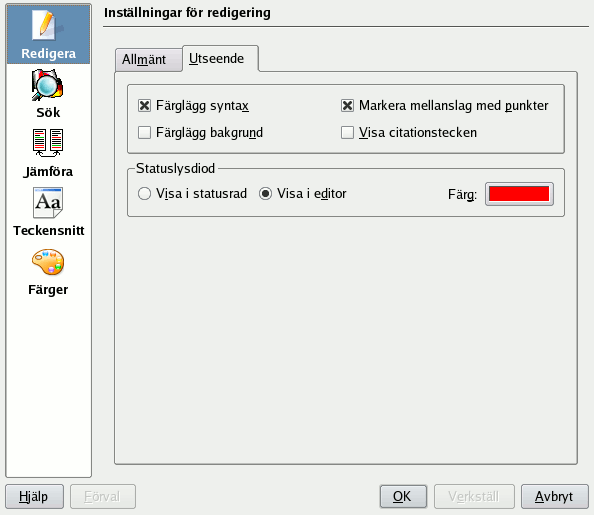 Inställningar för redigering
Redigera
Sök
Jämföra
Teckensnitt
Färger
Allmänt
Utseende
Färglägg syntax
Markera mellanslag med punkter
Färglägg bakgrund
Visa citationstecken
Statuslysdiod
Visa i statusrad
Visa i editor
Färg:
Hjälp
Förval
OK
Verkställ
Avbryt